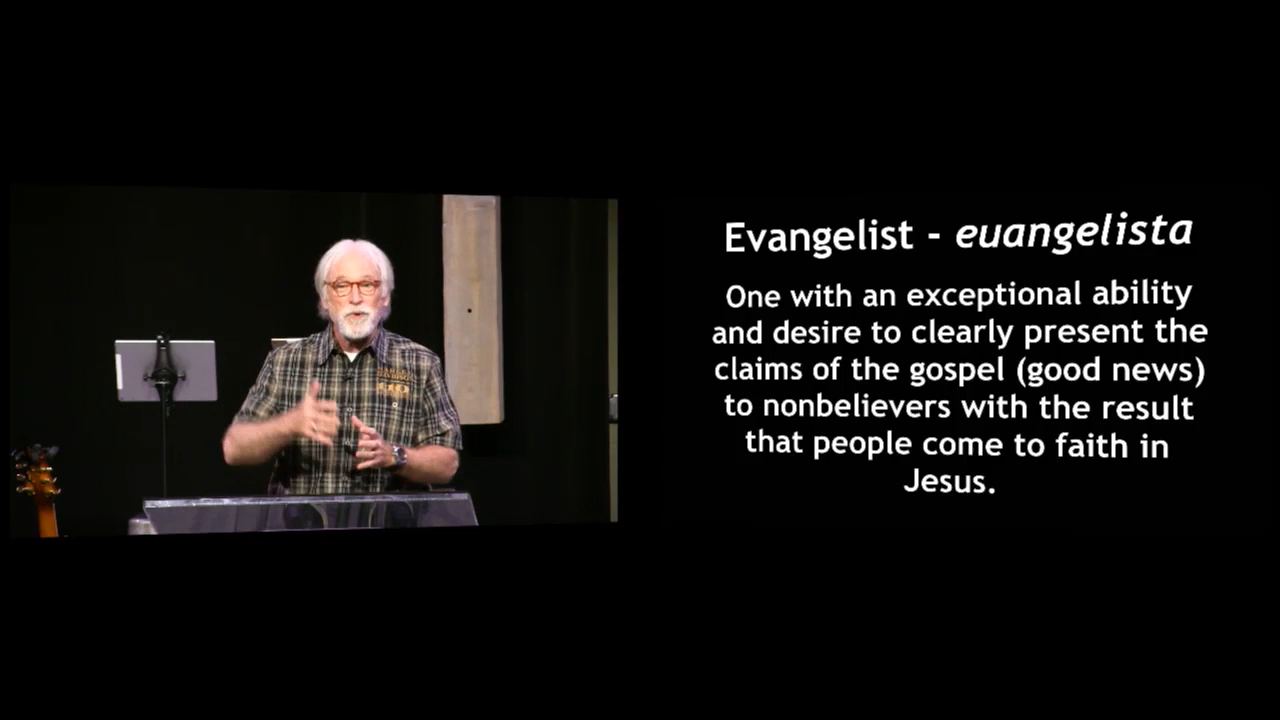 Evangelist - euangelista
One with an exceptional ability
and desire to clearly present the
claims of the gospel (good news)
to nonbelievers with the result
that people come to faith in
Jesus.